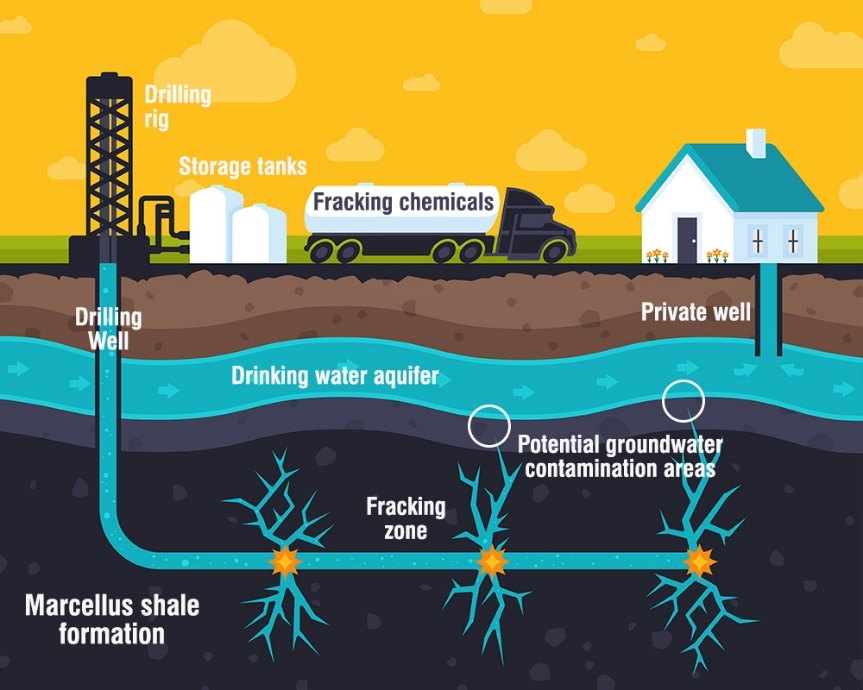 Drilling
rig
Storage tanks
Fracking chemicals
Drilling
Well
Private well
Drinking water aquifer
Potential groundwater
contamination areas
Fracking
zone
Marcellus shale
formation